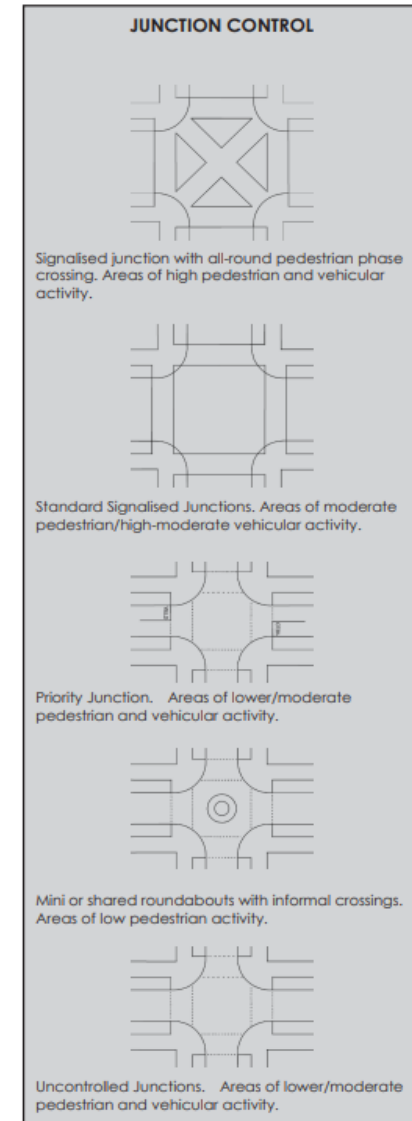 JUNCTION CONTROL
Signalised junction with all-round pedestrian phase
crossing. Areas of high pedestrian and vehicular
activity.
Standard Signalised Junctions. Areas of moderate
pedestrian/high-moderate vehicular activity.
Priority Junction. Areas of lower/moderate
pedestrian and vehicular activity.
Mini or shared roundabouts with informal crossings.
Areas of low pedestrian activity.
Uncontrolled Junctions. Areas of lower/moderate
pedestrian and vehicular activity.